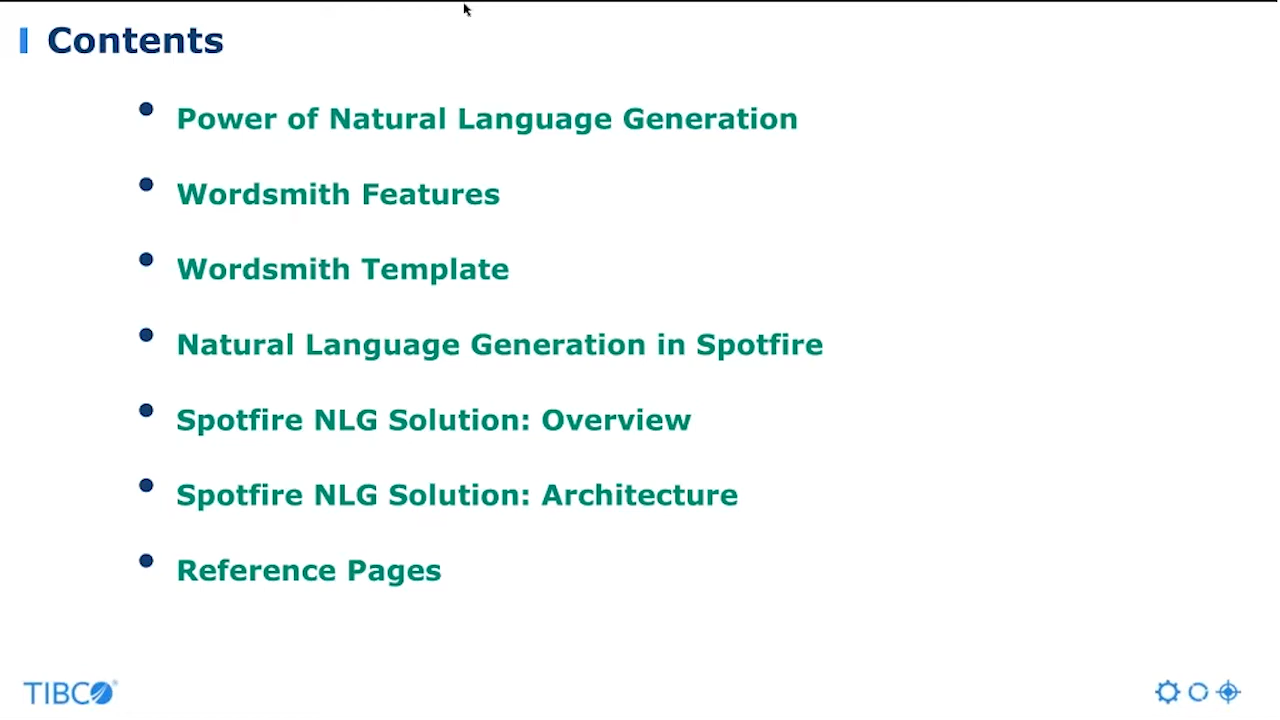 Contents
Power of Natural Language Generation
Wordsmith Features
Wordsmith Template
Natural Language Generation in Spotfire
Spotfire NLG Solution: Overview
Spotfire NLG Solution: Architecture
Reference Pages
TIBCO®